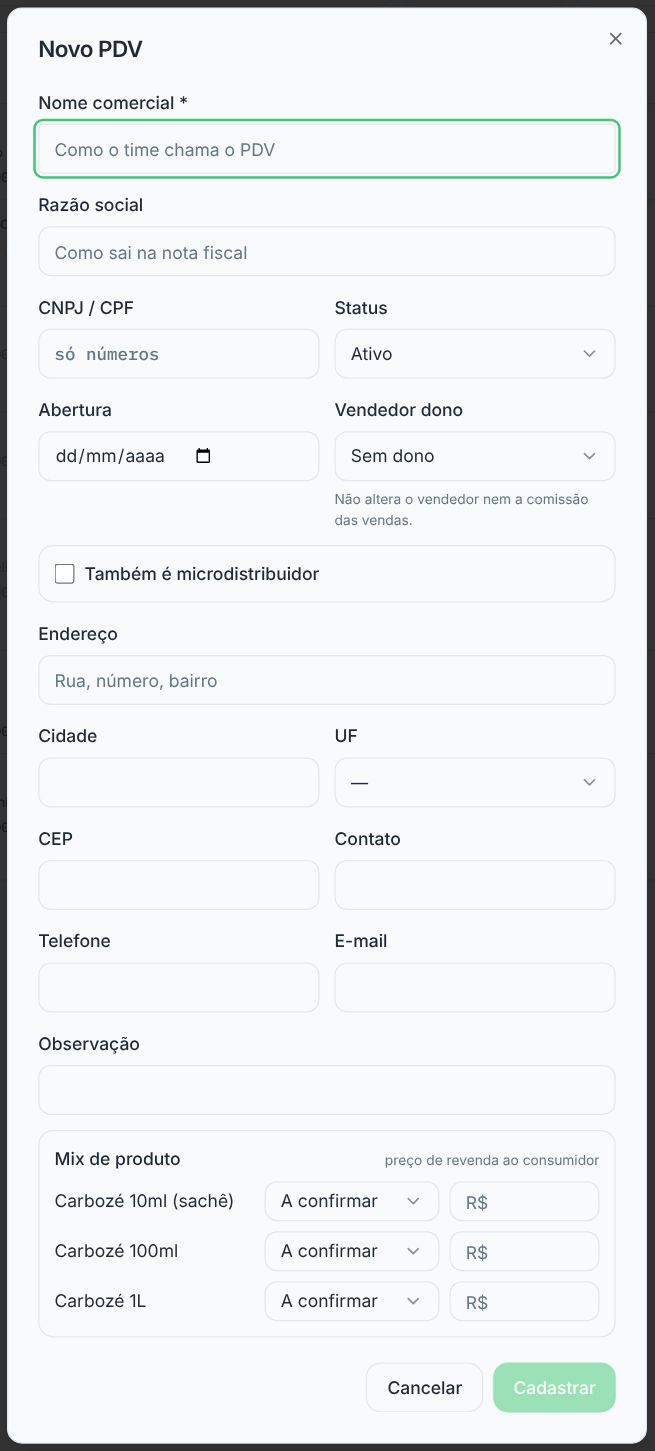 Novo PDV
Nome comercial *
Como o time chama o PDV
Razão social
Como sai na nota fiscal
CNPJ / CPF
Status
só números
Ativo
Abertura
Vendedor dono
dd/mm/aaaa
Sem dono
Não altera o vendedor nem a comissão
das vendas.
Também é microdistribuidor
Endereço
Rua, número, bairro
Cidade
UF
—
CEP
Contato
Telefone
E-mail
Observação
Mix de produto
preço de revenda ao consumidor
Carbozé 10ml (sachê)
A confirmar
R$
Carbozé 100ml
A confirmar
R$
Carbozé 1L
A confirmar
R$
Cancelar
Cadastrar